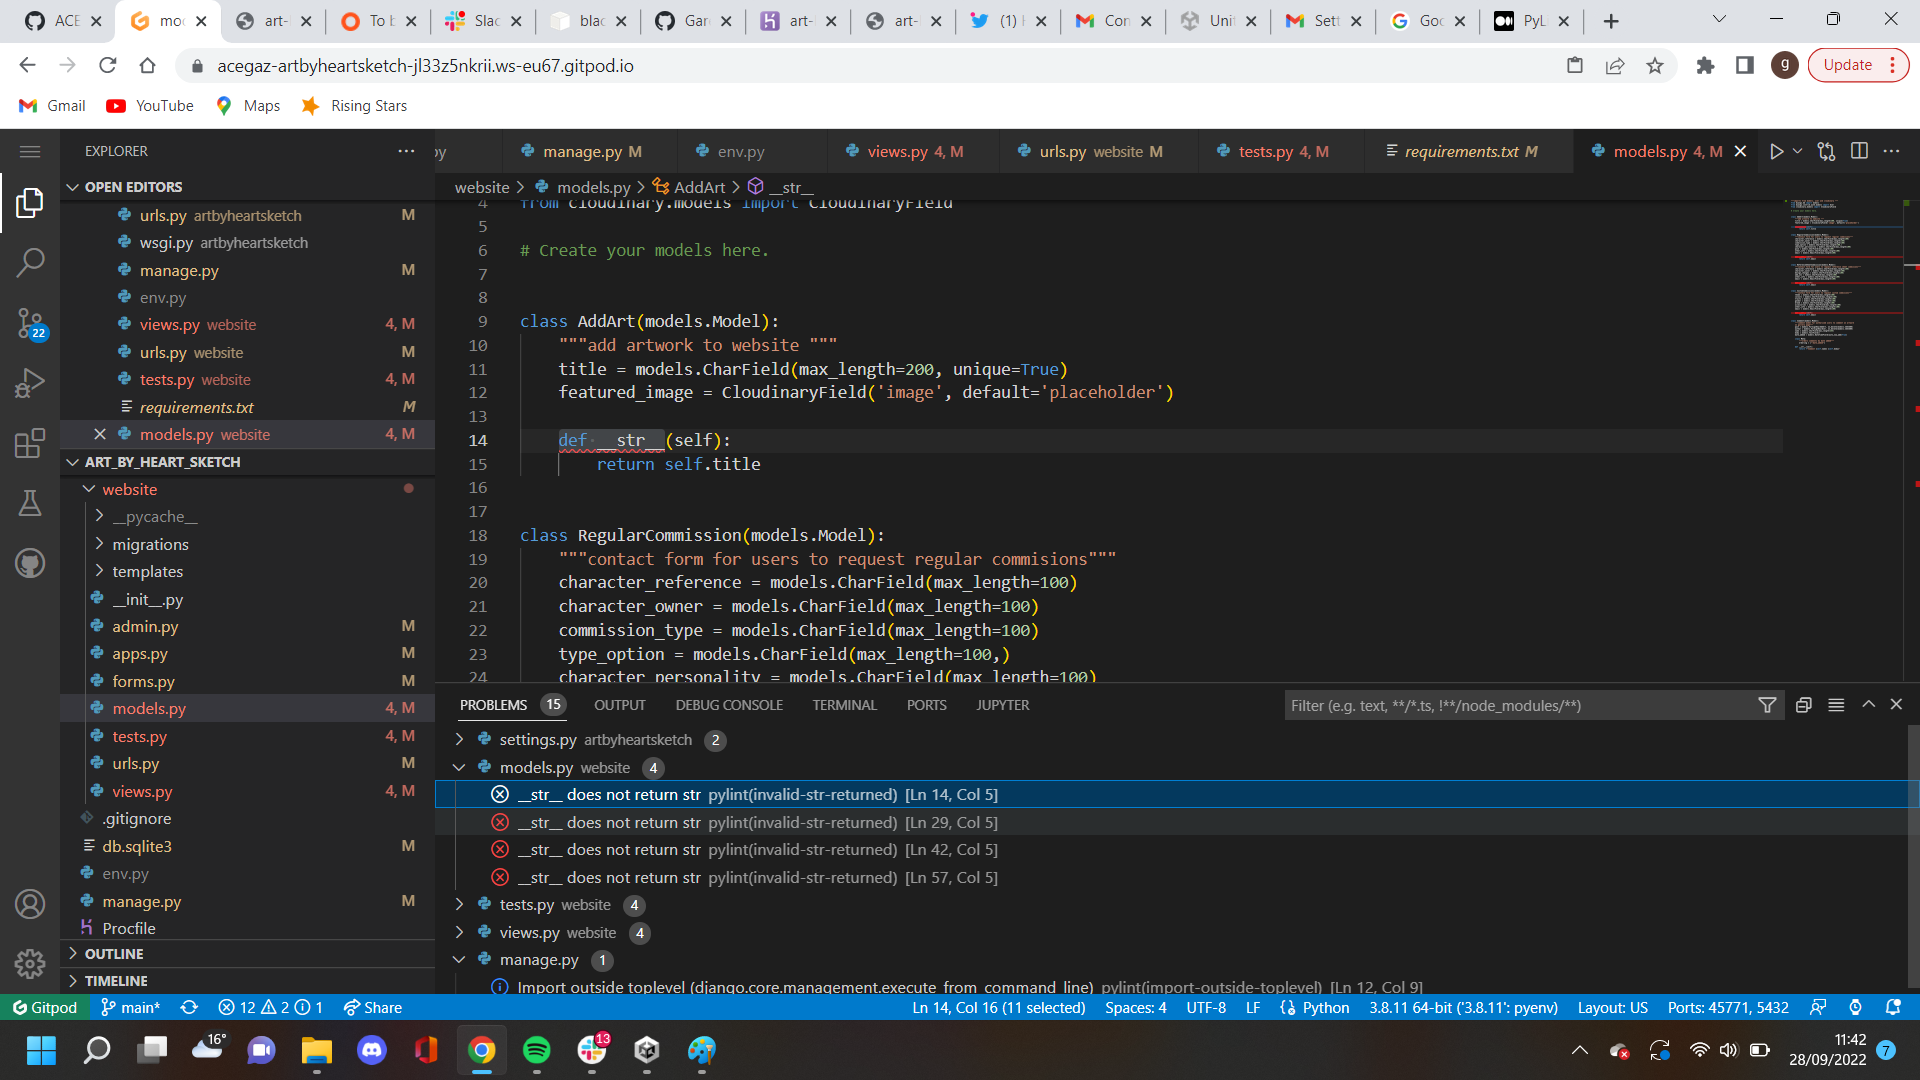 ACE
mo
art-
To b
Slac
blac
Gar
art-
art-
(1) H
Con
Unit
Sett
Goo
PyL
acegaz-artbyheartsketch-jl33z5nkrii.ws-eu67.gitpod.io
g
Update
Gmail
YouTube
Maps
Rising Stars
EXPLORER
OPEN EDITORS
urls.py artbyheartsketch M
wsgi.py artbyheartsketch
manage.py M
env.py
views.py website 4, M
urls.py website M
tests.py website 4, M
requirements.txt M
models.py website 4, M
ART_BY_HEART_SKETCH
website
__pycache__
migrations
templates
__init__.py
admin.py M
apps.py M
forms.py M
models.py 4, M
tests.py 4, M
urls.py M
views.py 4, M
.gitignore
db.sqlite3 M
env.py
manage.py M
Procfile
OUTLINE
TIMELINE
22
py
manage.py M
env.py
views.py 4, M
urls.py website M
tests.py 4, M
requirements.txt M
models.py 4, M
website > models.py > AddArt > __str__
4 from cloudinary.models import CloudinaryField
5
6 # Create your models here.
7
8
9 class AddArt(models.Model):
10 """add artwork to website """
11 title = models.CharField(max_length=200, unique=True)
12 featured_image = CloudinaryField('image', default='placeholder')
13
14 def __str__(self):
15 return self.title
16
17
18 class RegularCommission(models.Model):
19 """contact form for users to request regular commisions"""
20 character_reference = models.CharField(max_length=100)
21 character_owner = models.CharField(max_length=100)
22 commission_type = models.CharField(max_length=100)
23 type_option = models.CharField(max_length=100,)
24 character_personality = models.CharField(max_length=100)
PROBLEMS 15 OUTPUT DEBUG CONSOLE TERMINAL PORTS JUPYTER
Filter (e.g. text, **/*.ts, !**/node_modules/**)
settings.py artbyheartsketch 2
models.py website 4
__str__ does not return str pylint(invalid-str-returned) [Ln 14, Col 5]
__str__ does not return str pylint(invalid-str-returned) [Ln 29, Col 5]
__str__ does not return str pylint(invalid-str-returned) [Ln 42, Col 5]
__str__ does not return str pylint(invalid-str-returned) [Ln 57, Col 5]
tests.py website 4
views.py website 4
manage.py 1
Import outside toplevel (django.core.management.execute_from_command_line) pylint(import-outside-toplevel) [Ln 12, Col 9]
Gitpod main* 12 2 1 Share
Ln 14, Col 16 (11 selected) Spaces: 4 UTF-8 LF Python 3.8.11 64-bit ('3.8.11': pyenv) Layout: US Ports: 45771, 5432
16°
13
11:42
28/09/2022
7